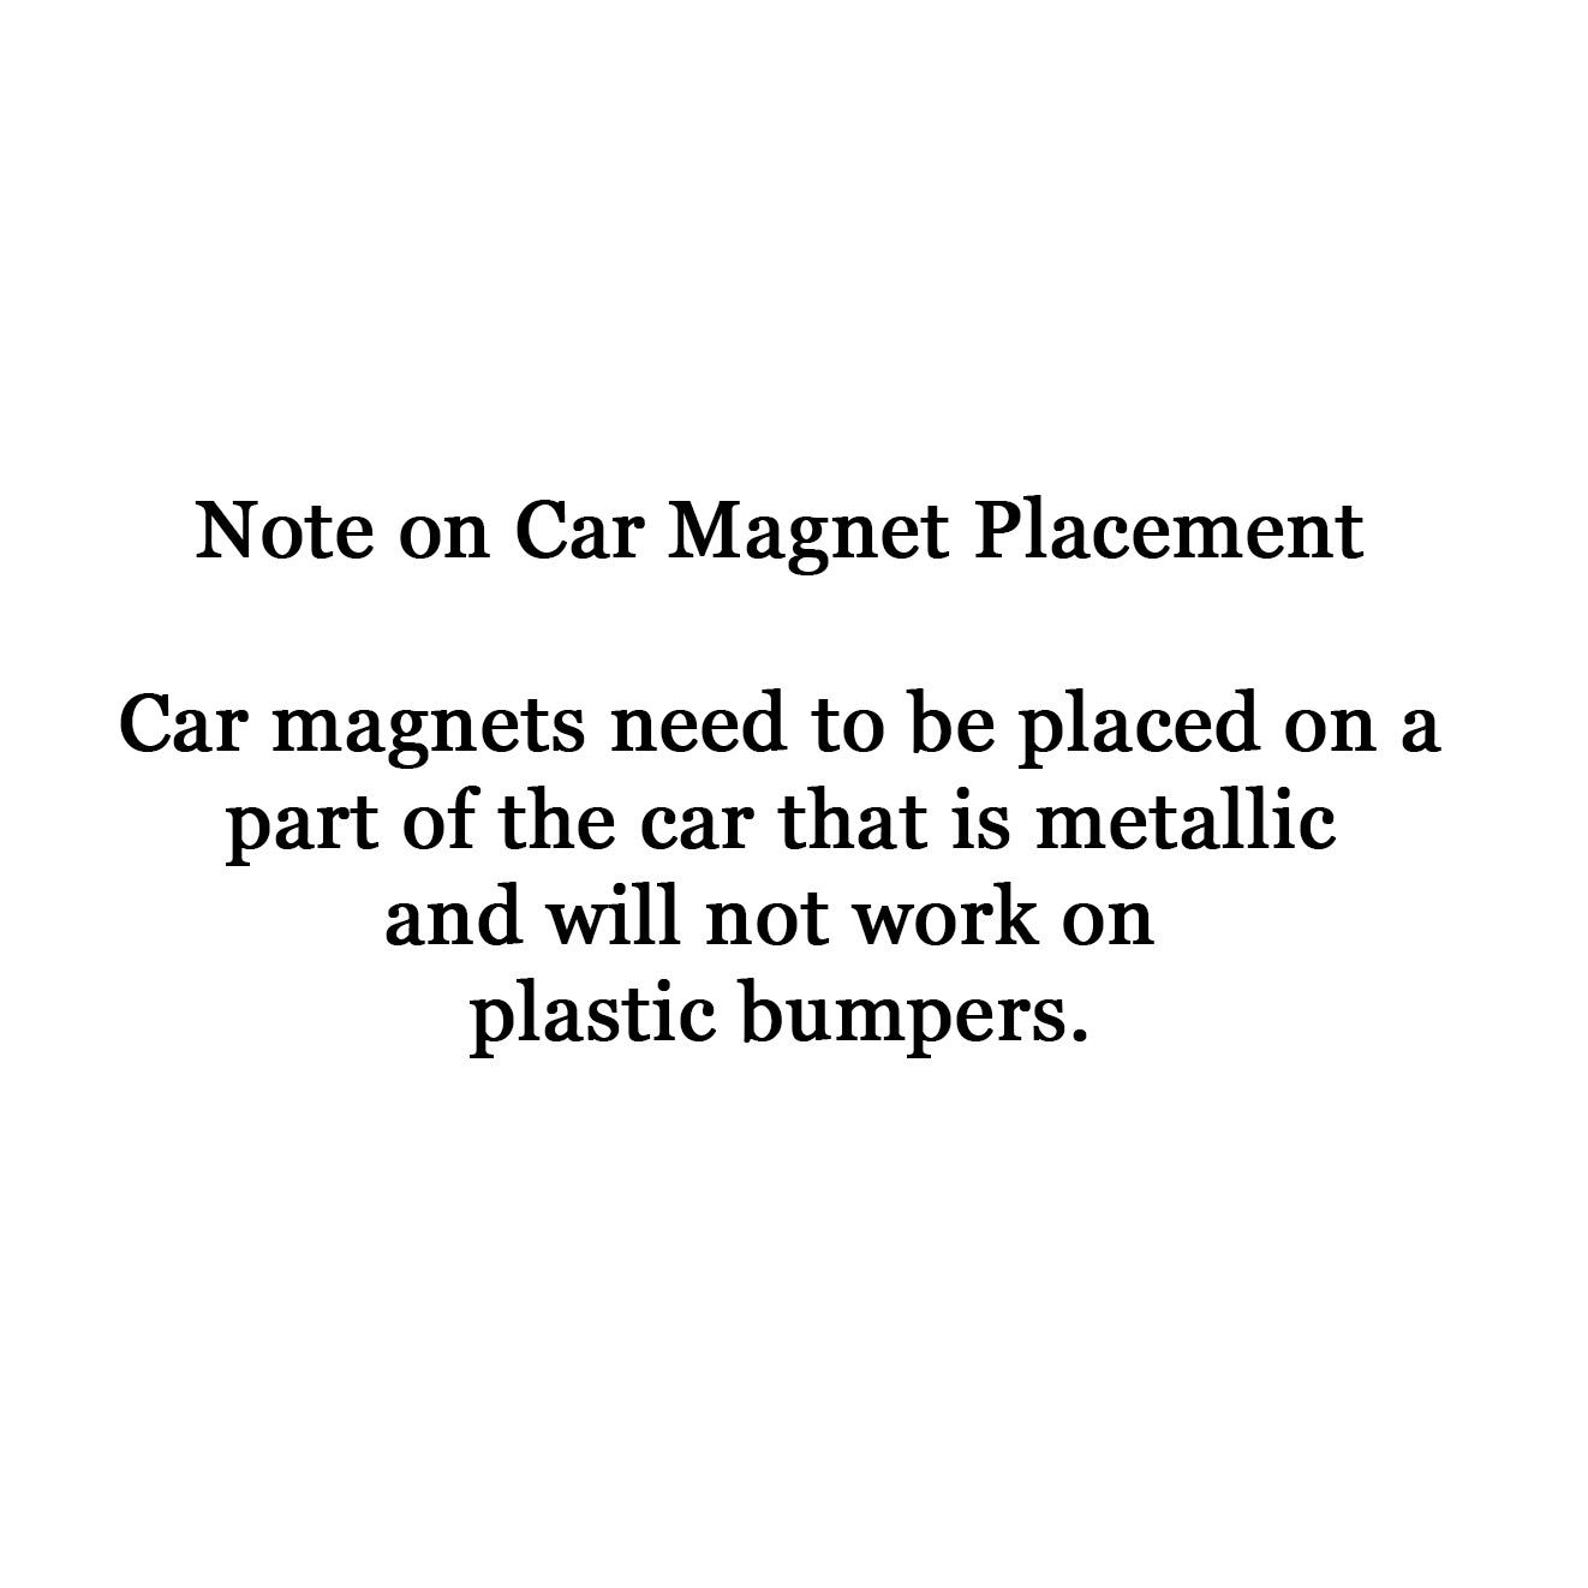 Note on Car Magnet Placement
Car magnets need to be placed on a
part of the car that is metallic
and will not work on
plastic bumpers.